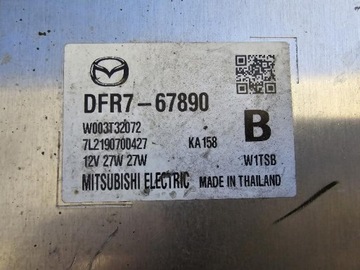 DFR7-67890
W003T32072
7L2190700427 KA158 B
12V 27W 27W W1TSB
MITSUBISHI ELECTRIC MADE IN THAILAND